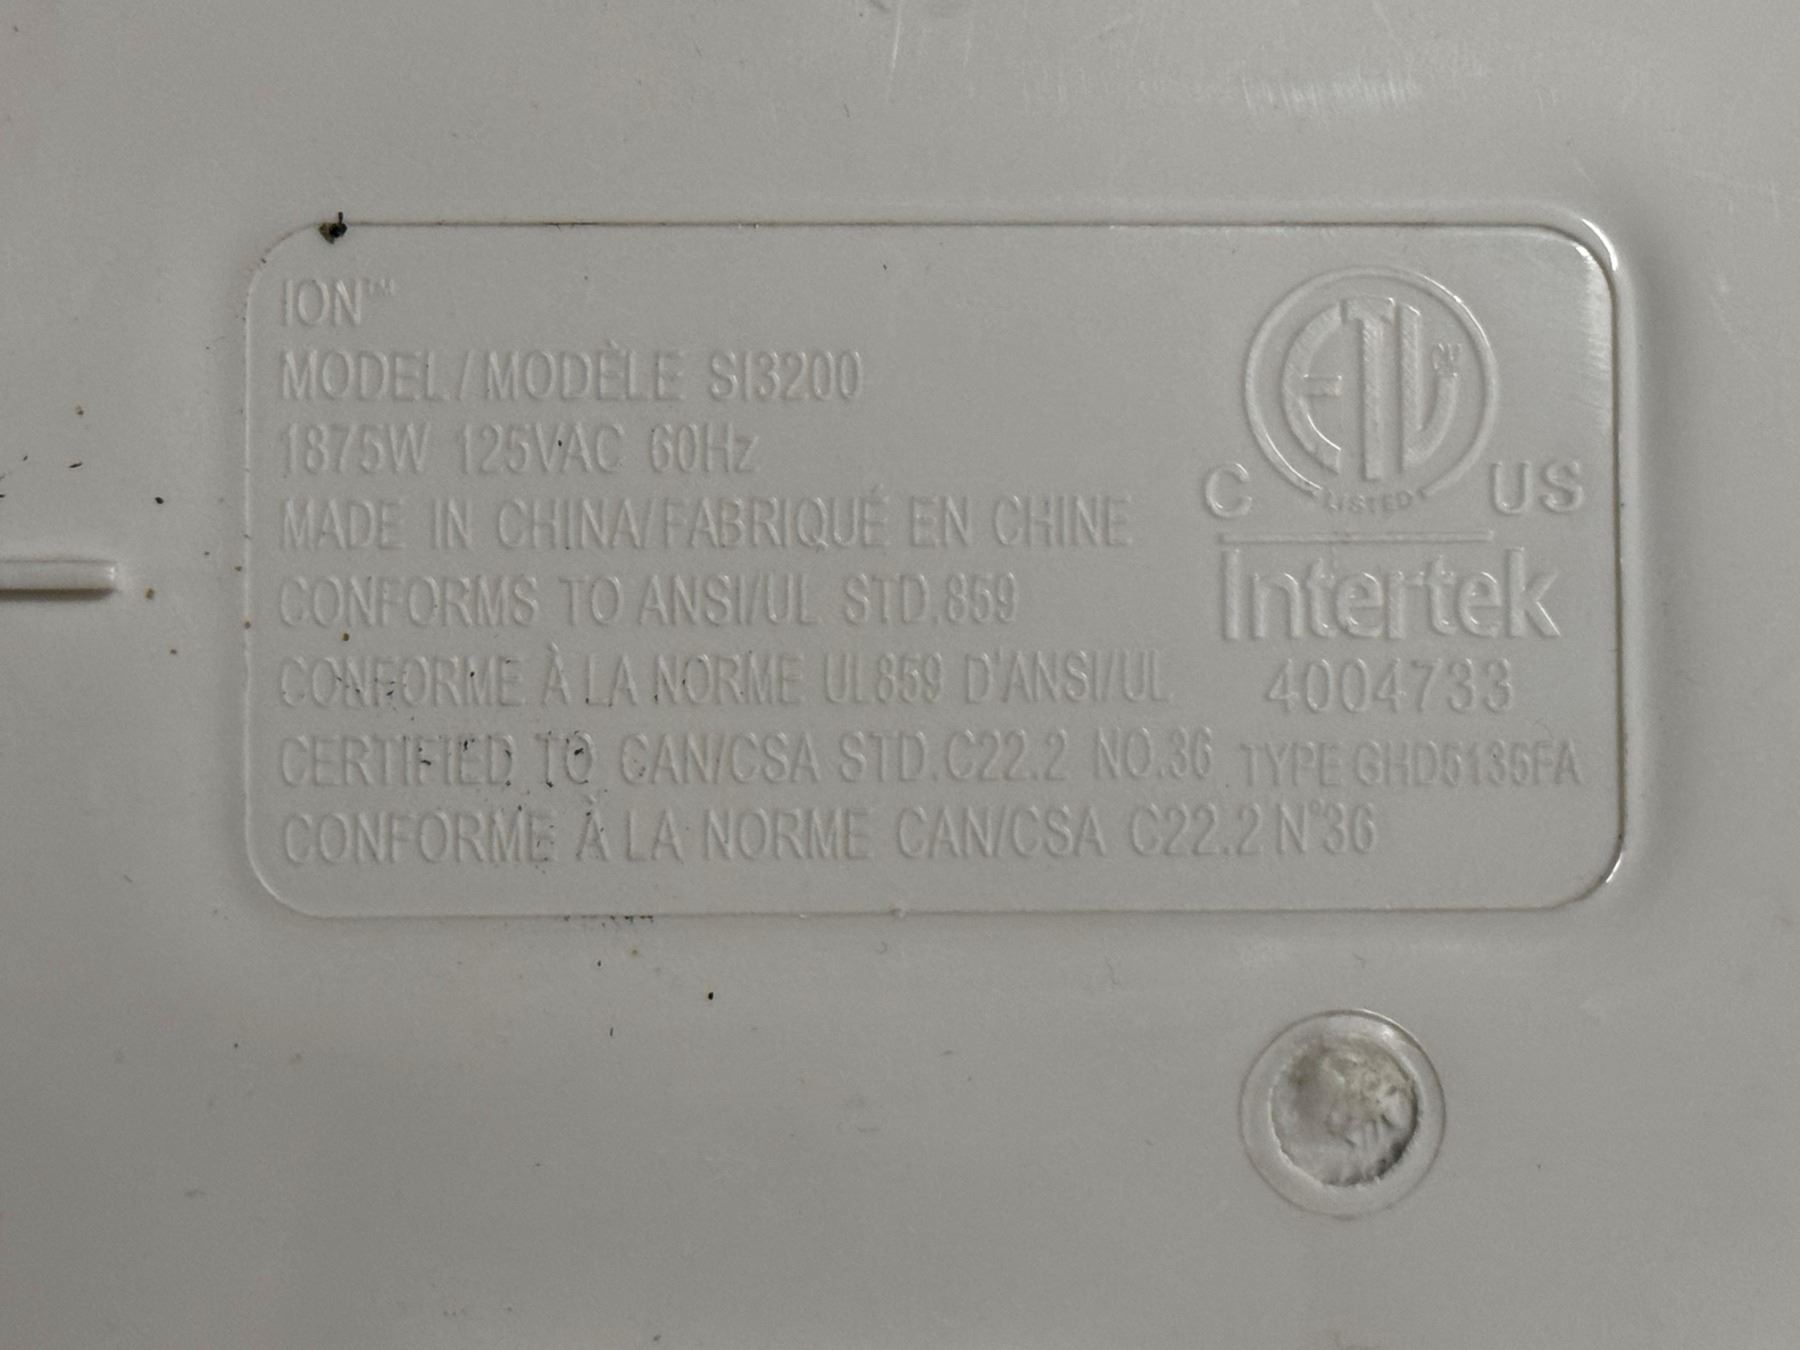 ION™
MODEL/MODÈLE SI3200
1875W 125VAC 60Hz
MADE IN CHINA/FABRIQUÉ EN CHINE
CONFORMS TO ANSI/UL STD.859
CONFORME À LA NORME UL859 D'ANSI/UL
CERTIFIED TO CAN/CSA STD.C22.2 NO.36
CONFORME À LA NORME CAN/CSA C22.2 N°36
ETL CM
LISTED
C US
Intertek
4004733
TYPE GHD5135FA